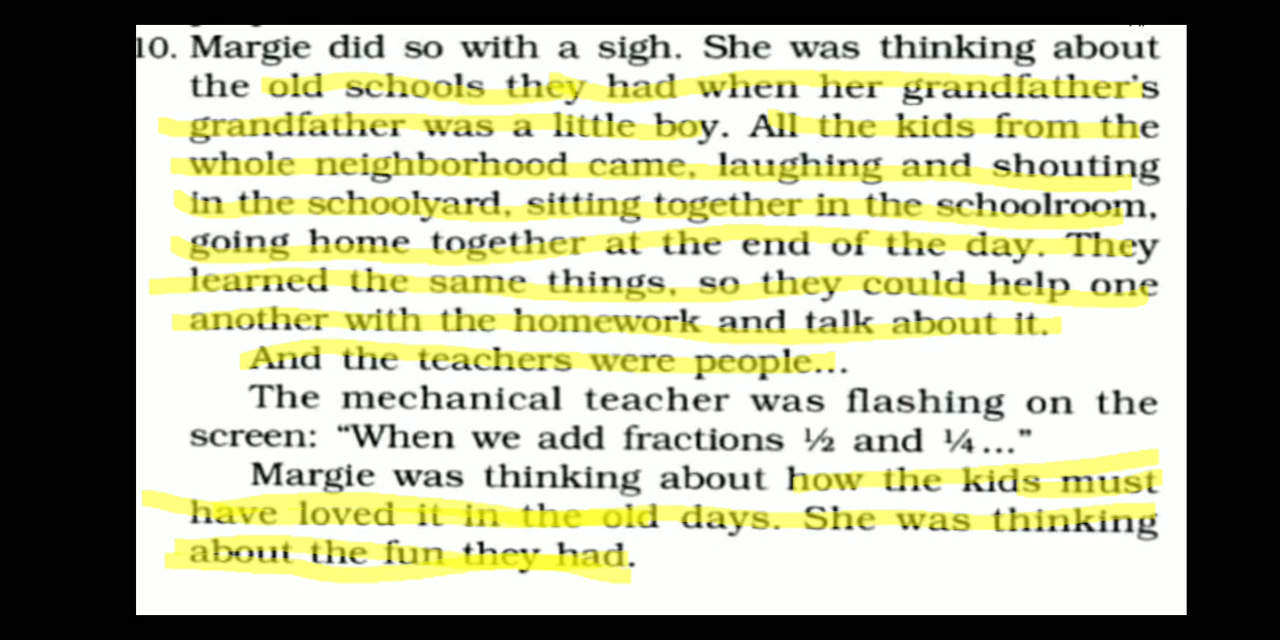 10. Margie did so with a sigh. She was thinking about
the old schools they had when her grandfather's
grandfather was a little boy. All the kids from the
whole neighborhood came, laughing and shouting
in the schoolyard, sitting together in the schoolroom,
going home together at the end of the day. They
learned the same things, so they could help one
another with the homework and talk about it.
And the teachers were people...
The mechanical teacher was flashing on the
screen: “When we add fractions ½ and ¼...”
Margie was thinking about how the kids must
have loved it in the old days. She was thinking
about the fun they had.